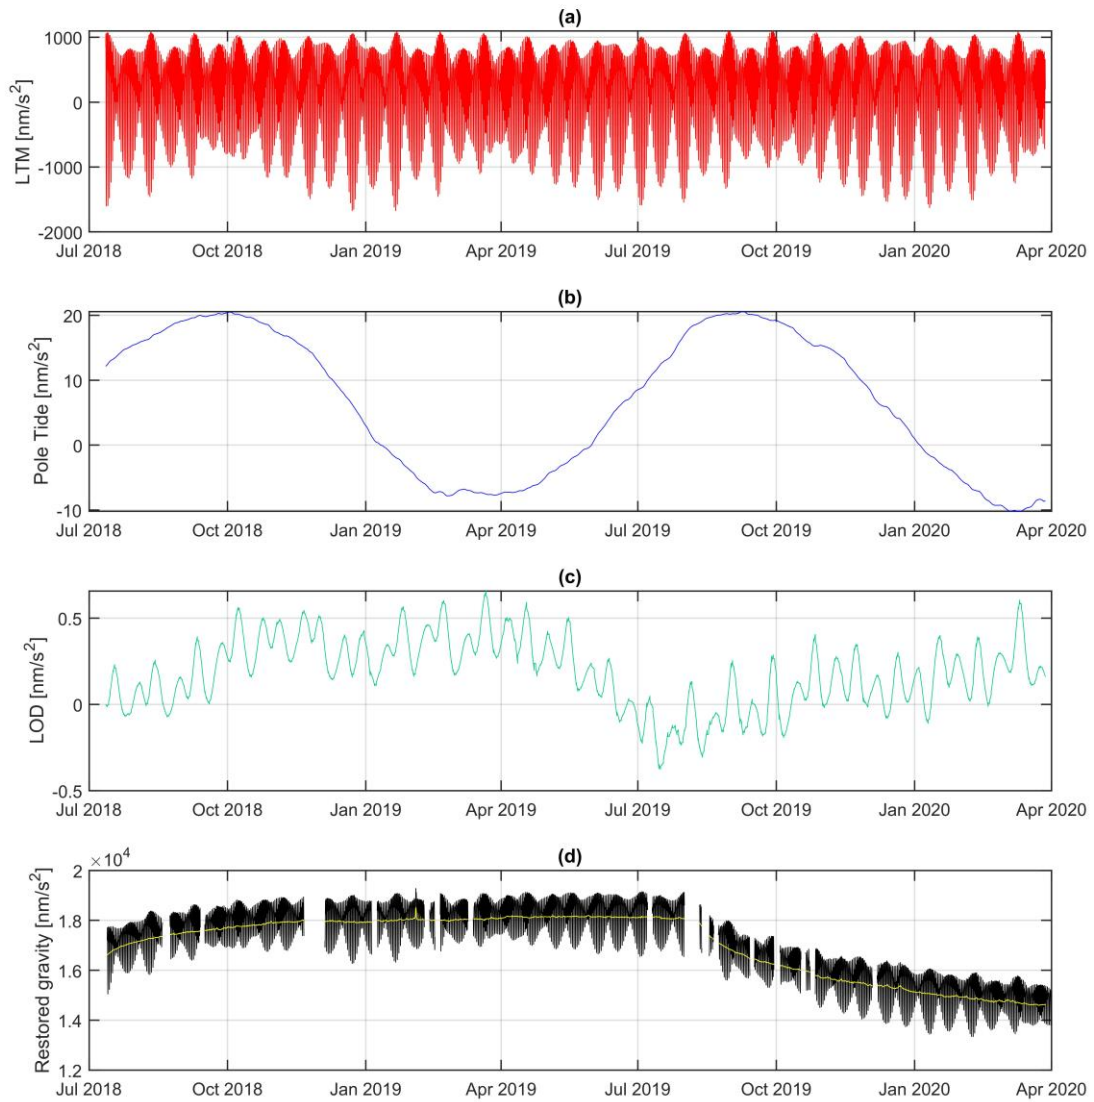 (a)
LTM [nm/s²]
1000
0
-1000
-2000
Jul 2018 Oct 2018 Jan 2019 Apr 2019 Jul 2019 Oct 2019 Jan 2020 Apr 2020
(b)
Pole Tide [nm/s²]
20
10
0
-10
Jul 2018 Oct 2018 Jan 2019 Apr 2019 Jul 2019 Oct 2019 Jan 2020 Apr 2020
(c)
LOD [nm/s²]
0.5
0
-0.5
Jul 2018 Oct 2018 Jan 2019 Apr 2019 Jul 2019 Oct 2019 Jan 2020 Apr 2020
(d)
×10⁴
Restored gravity [nm/s²]
2
1.8
1.6
1.4
1.2
Jul 2018 Oct 2018 Jan 2019 Apr 2019 Jul 2019 Oct 2019 Jan 2020 Apr 2020